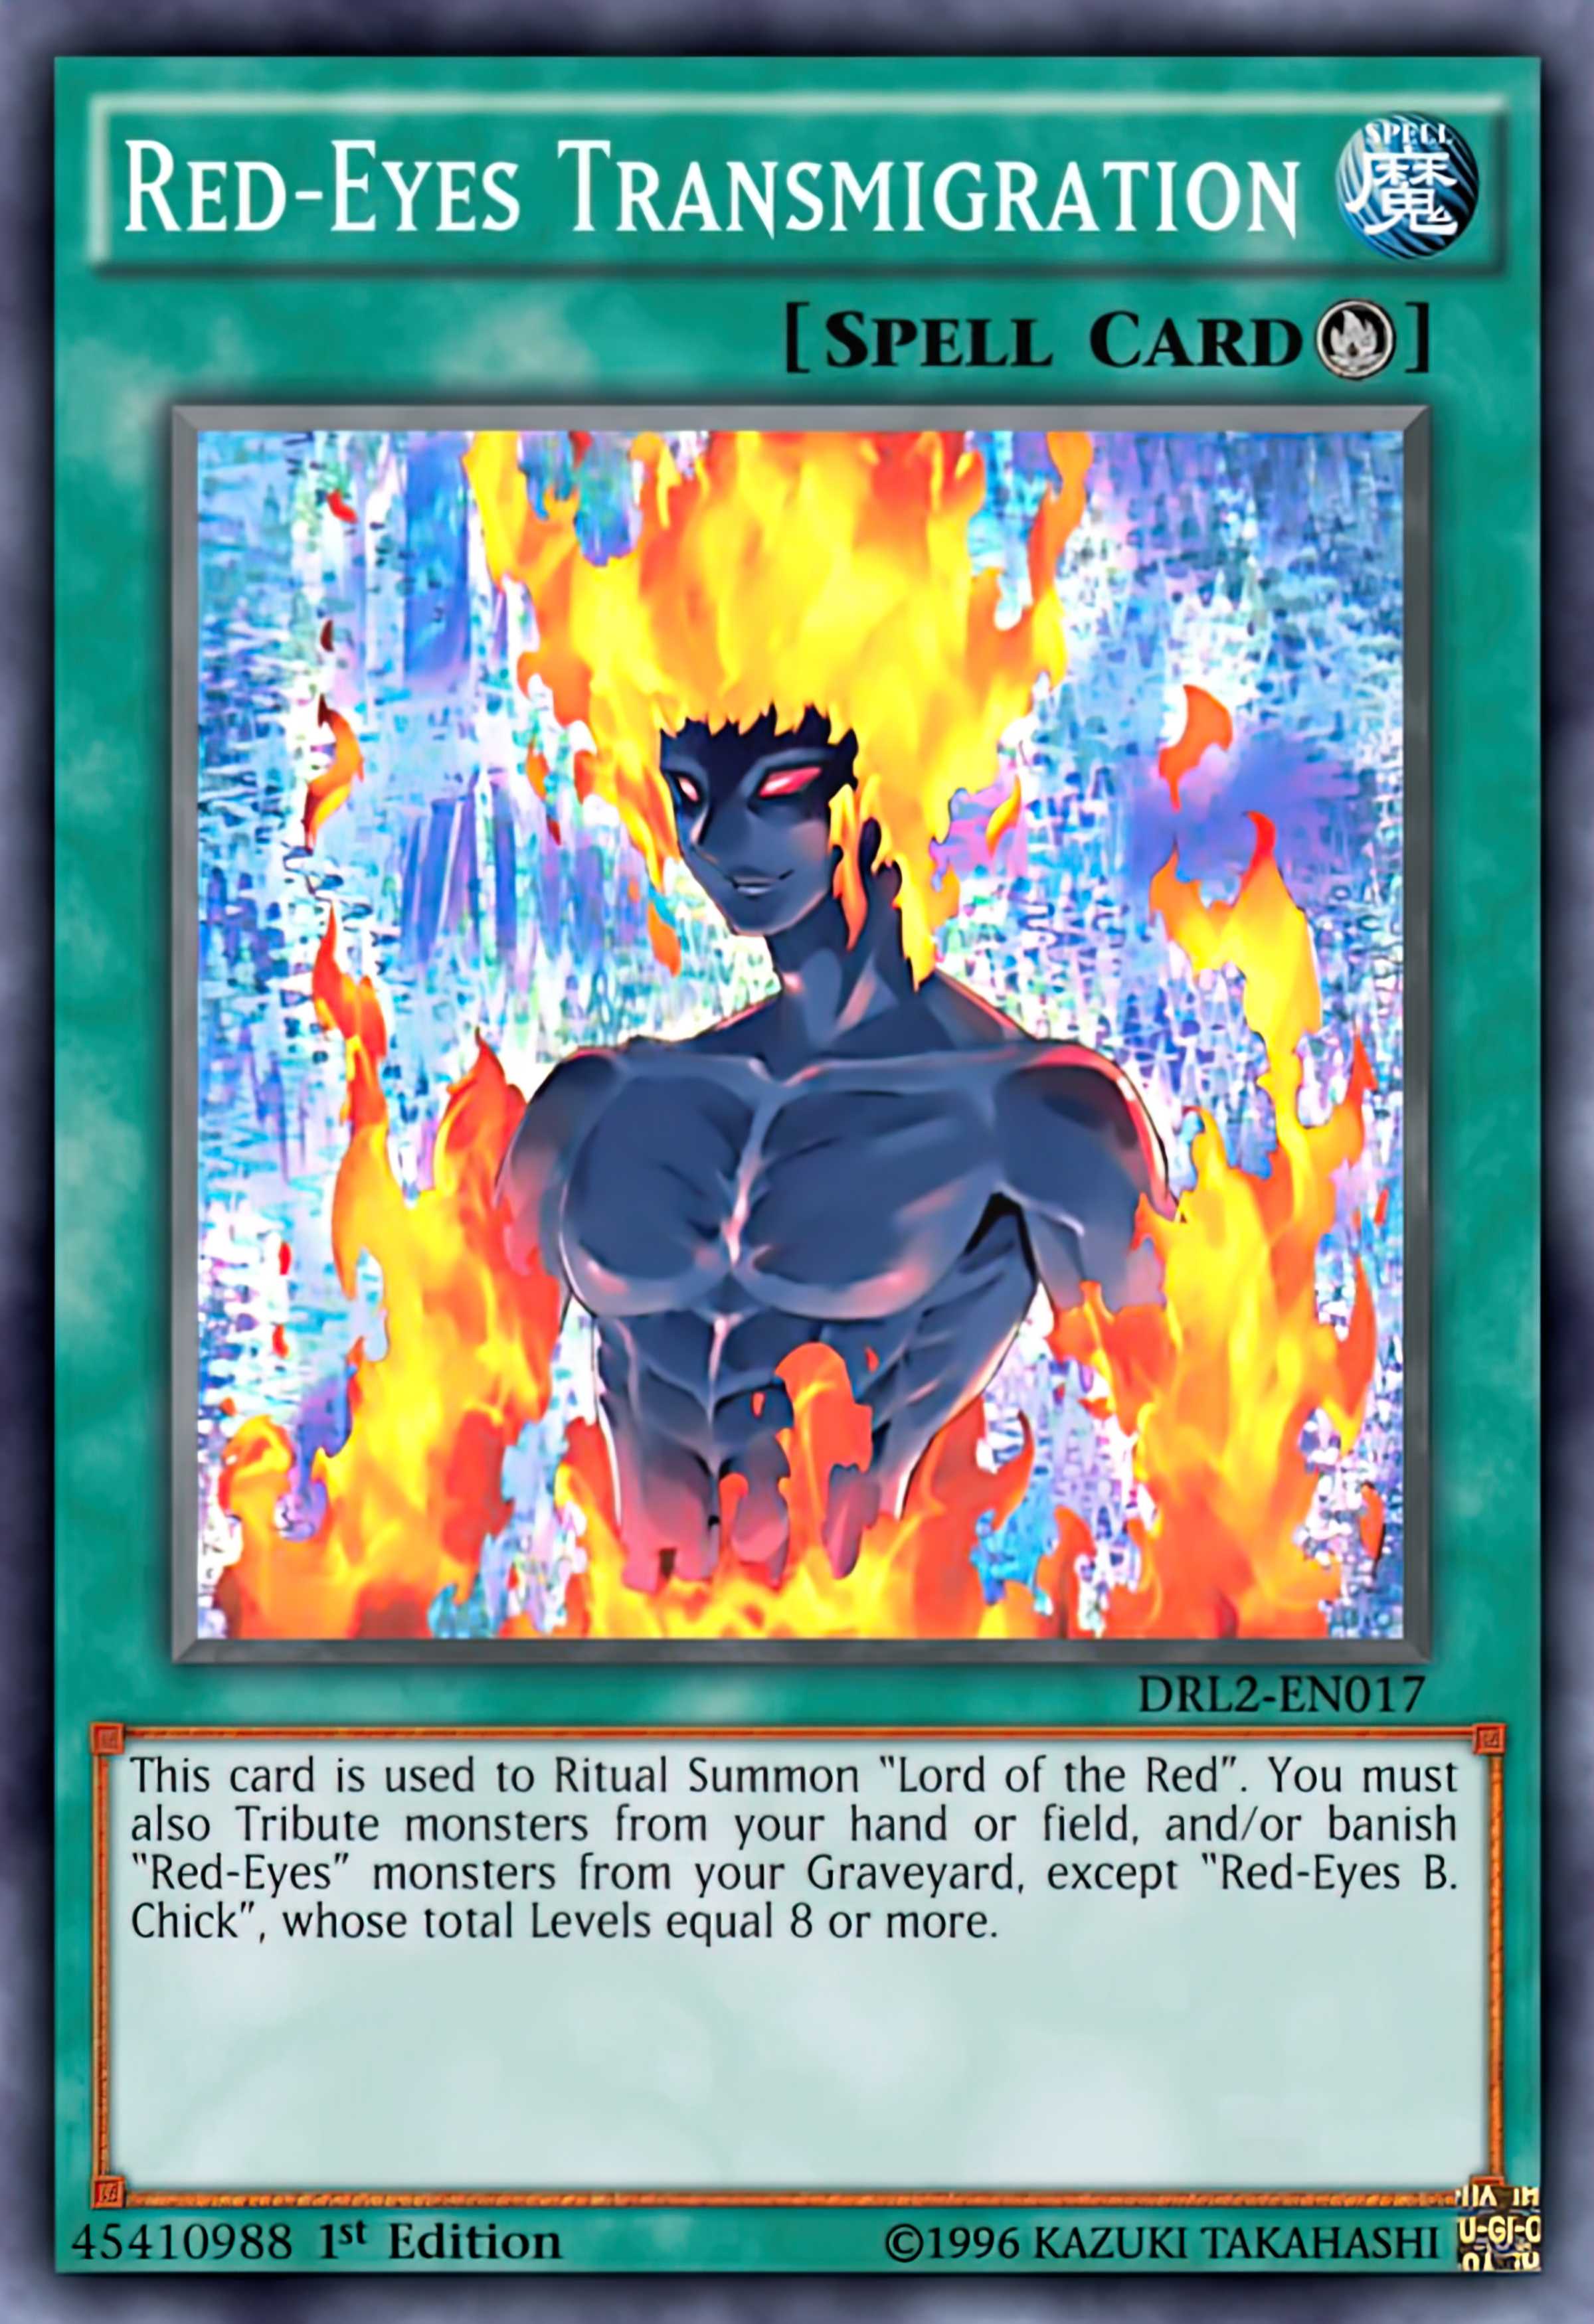 RED-EYES TRANSMIGRATION
SPELL
魔
[SPELL CARD]
DRL2-EN017
This card is used to Ritual Summon "Lord of the Red". You must
also Tribute monsters from your hand or field, and/or banish
"Red-Eyes" monsters from your Graveyard, except "Red-Eyes B.
Chick", whose total Levels equal 8 or more.
45410988 1st Edition
©1996 KAZUKI TAKAHASHI
U-GI-O